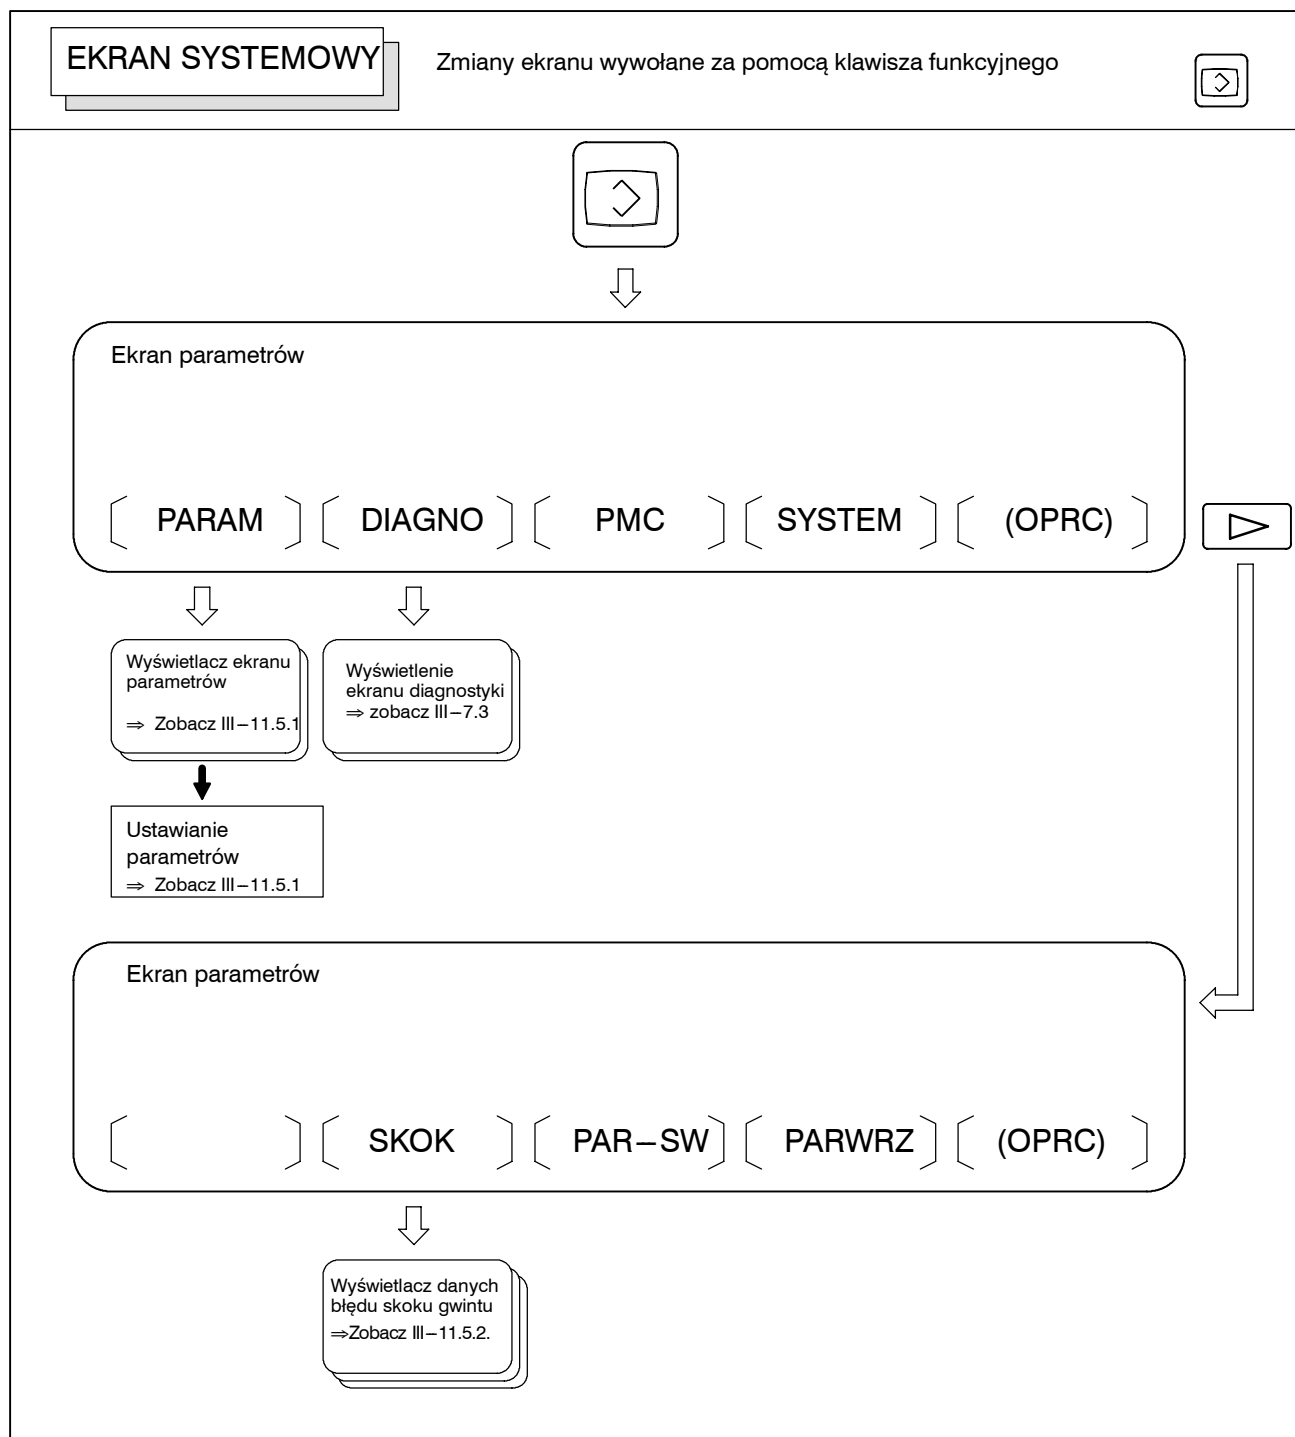 EKRAN SYSTEMOWY
Zmiany ekranu wywołane za pomocą klawisza funkcyjnego
Ekran parametrów
PARAM DIAGNO PMC SYSTEM (OPRC)
Wyświetlacz ekranu
parametrów
⇒ Zobacz III–11.5.1
Wyświetlenie
ekranu diagnostyki
⇒ zobacz III–7.3
Ustawianie
parametrów
⇒ Zobacz III–11.5.1
Ekran parametrów
SKOK PAR–SW PARWRZ (OPRC)
Wyświetlacz danych
błędu skoku gwintu
⇒Zobacz III–11.5.2.